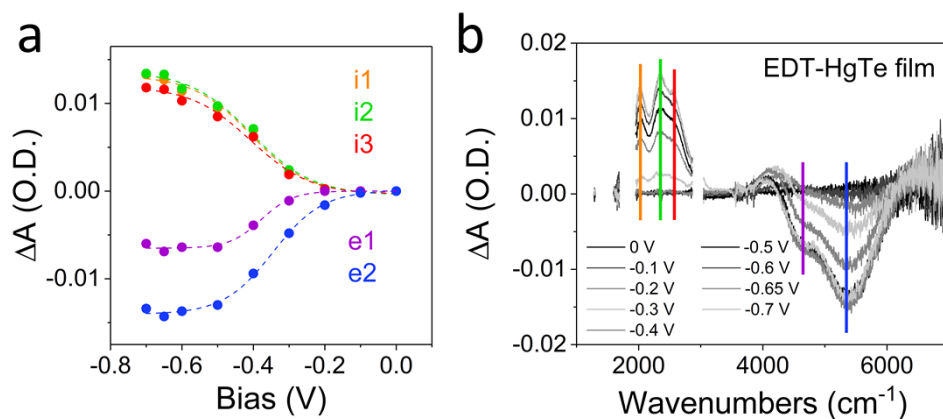 a
ΔA (O.D.)
0.01
0.00
-0.01
i1
i2
i3
e1
e2
-0.8 -0.6 -0.4 -0.2 0.0
Bias (V)
b
ΔA (O.D.)
0.02
0.01
0.00
-0.01
-0.02
EDT-HgTe film
0 V
-0.1 V
-0.2 V
-0.3 V
-0.4 V
-0.5 V
-0.6 V
-0.65 V
-0.7 V
2000 4000 6000
Wavenumbers (cm⁻¹)